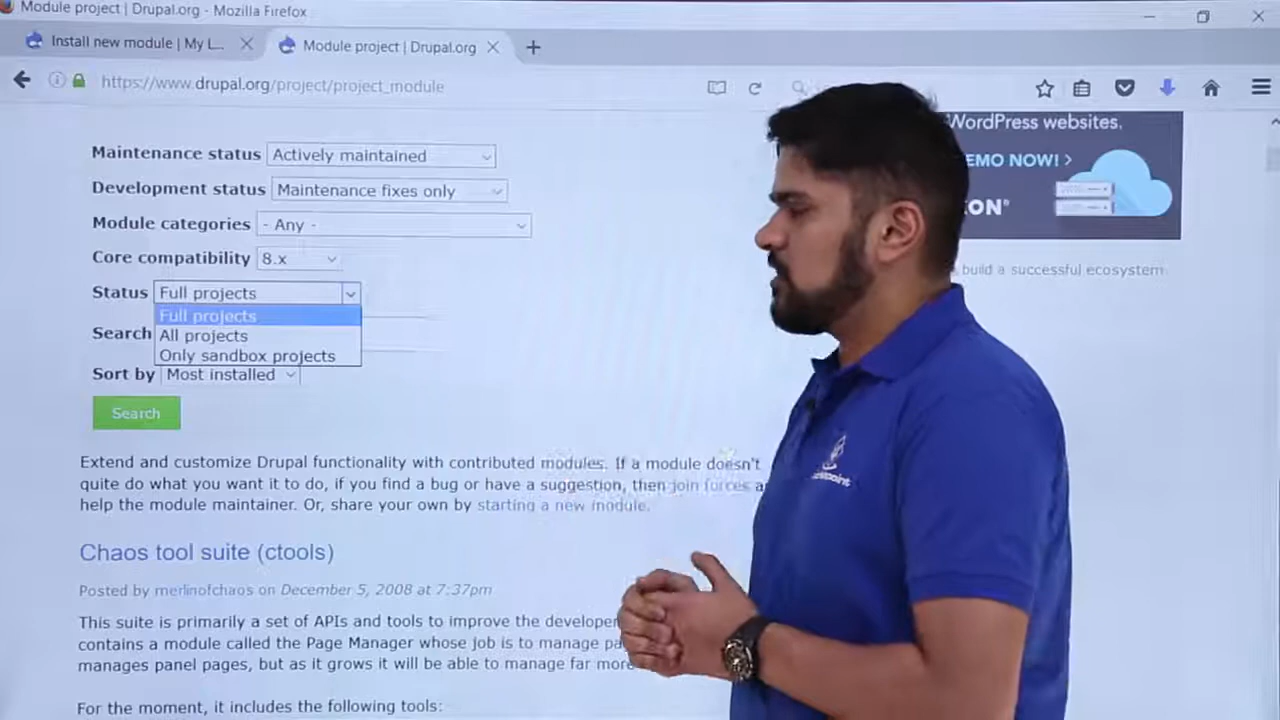 Module project | Drupal.org - Mozilla Firefox
Install new module | My L...
Module project | Drupal.org
https://www.drupal.org/project/project_module
WordPress websites.
EMO NOW! >
ON®
build a successful ecosystem
Maintenance status Actively maintained
Development status Maintenance fixes only
Module categories - Any -
Core compatibility 8.x
Status Full projects
Full projects
All projects
Search
Only sandbox projects
Sort by Most installed
Search
Extend and customize Drupal functionality with contributed modules. If a module doesn't
quite do what you want it to do, if you find a bug or have a suggestion, then join forces a
help the module maintainer. Or, share your own by starting a new module.
Chaos tool suite (ctools)
Posted by merlinofchaos on December 5, 2008 at 7:37pm
This suite is primarily a set of APIs and tools to improve the developer
contains a module called the Page Manager whose job is to manage pa
manages panel pages, but as it grows it will be able to manage far more
For the moment, it includes the following tools: